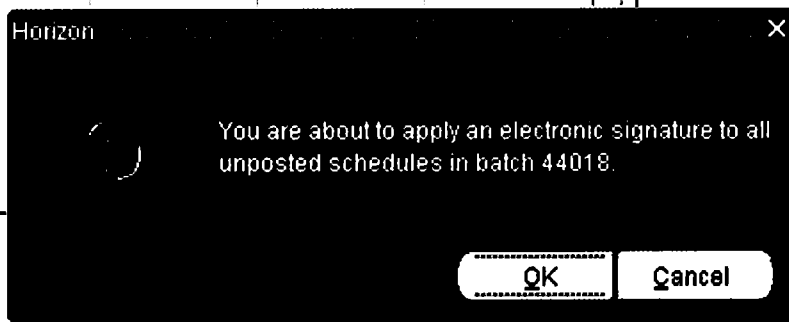 Horizon
You are about to apply an electronic signature to all
unposted schedules in batch 44018.
OK
Cancel